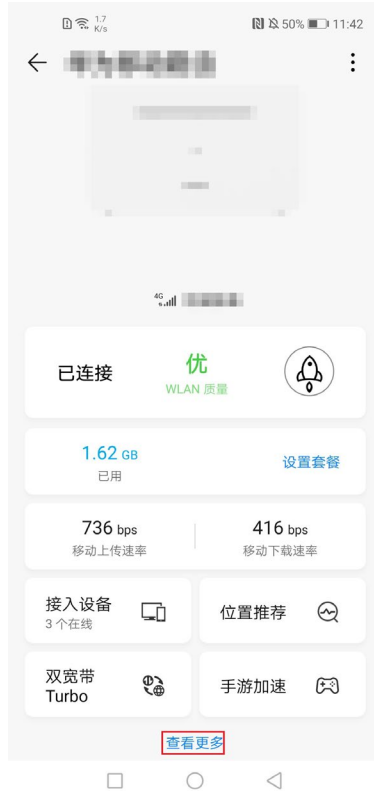 1.7 K/s 50% 11:42
4G
已连接
优
WLAN 质量
1.62 GB
已用
设置套餐
736 bps
移动上传速率
416 bps
移动下载速率
接入设备
3 个在线
位置推荐
双宽带
Turbo
手游加速
查看更多